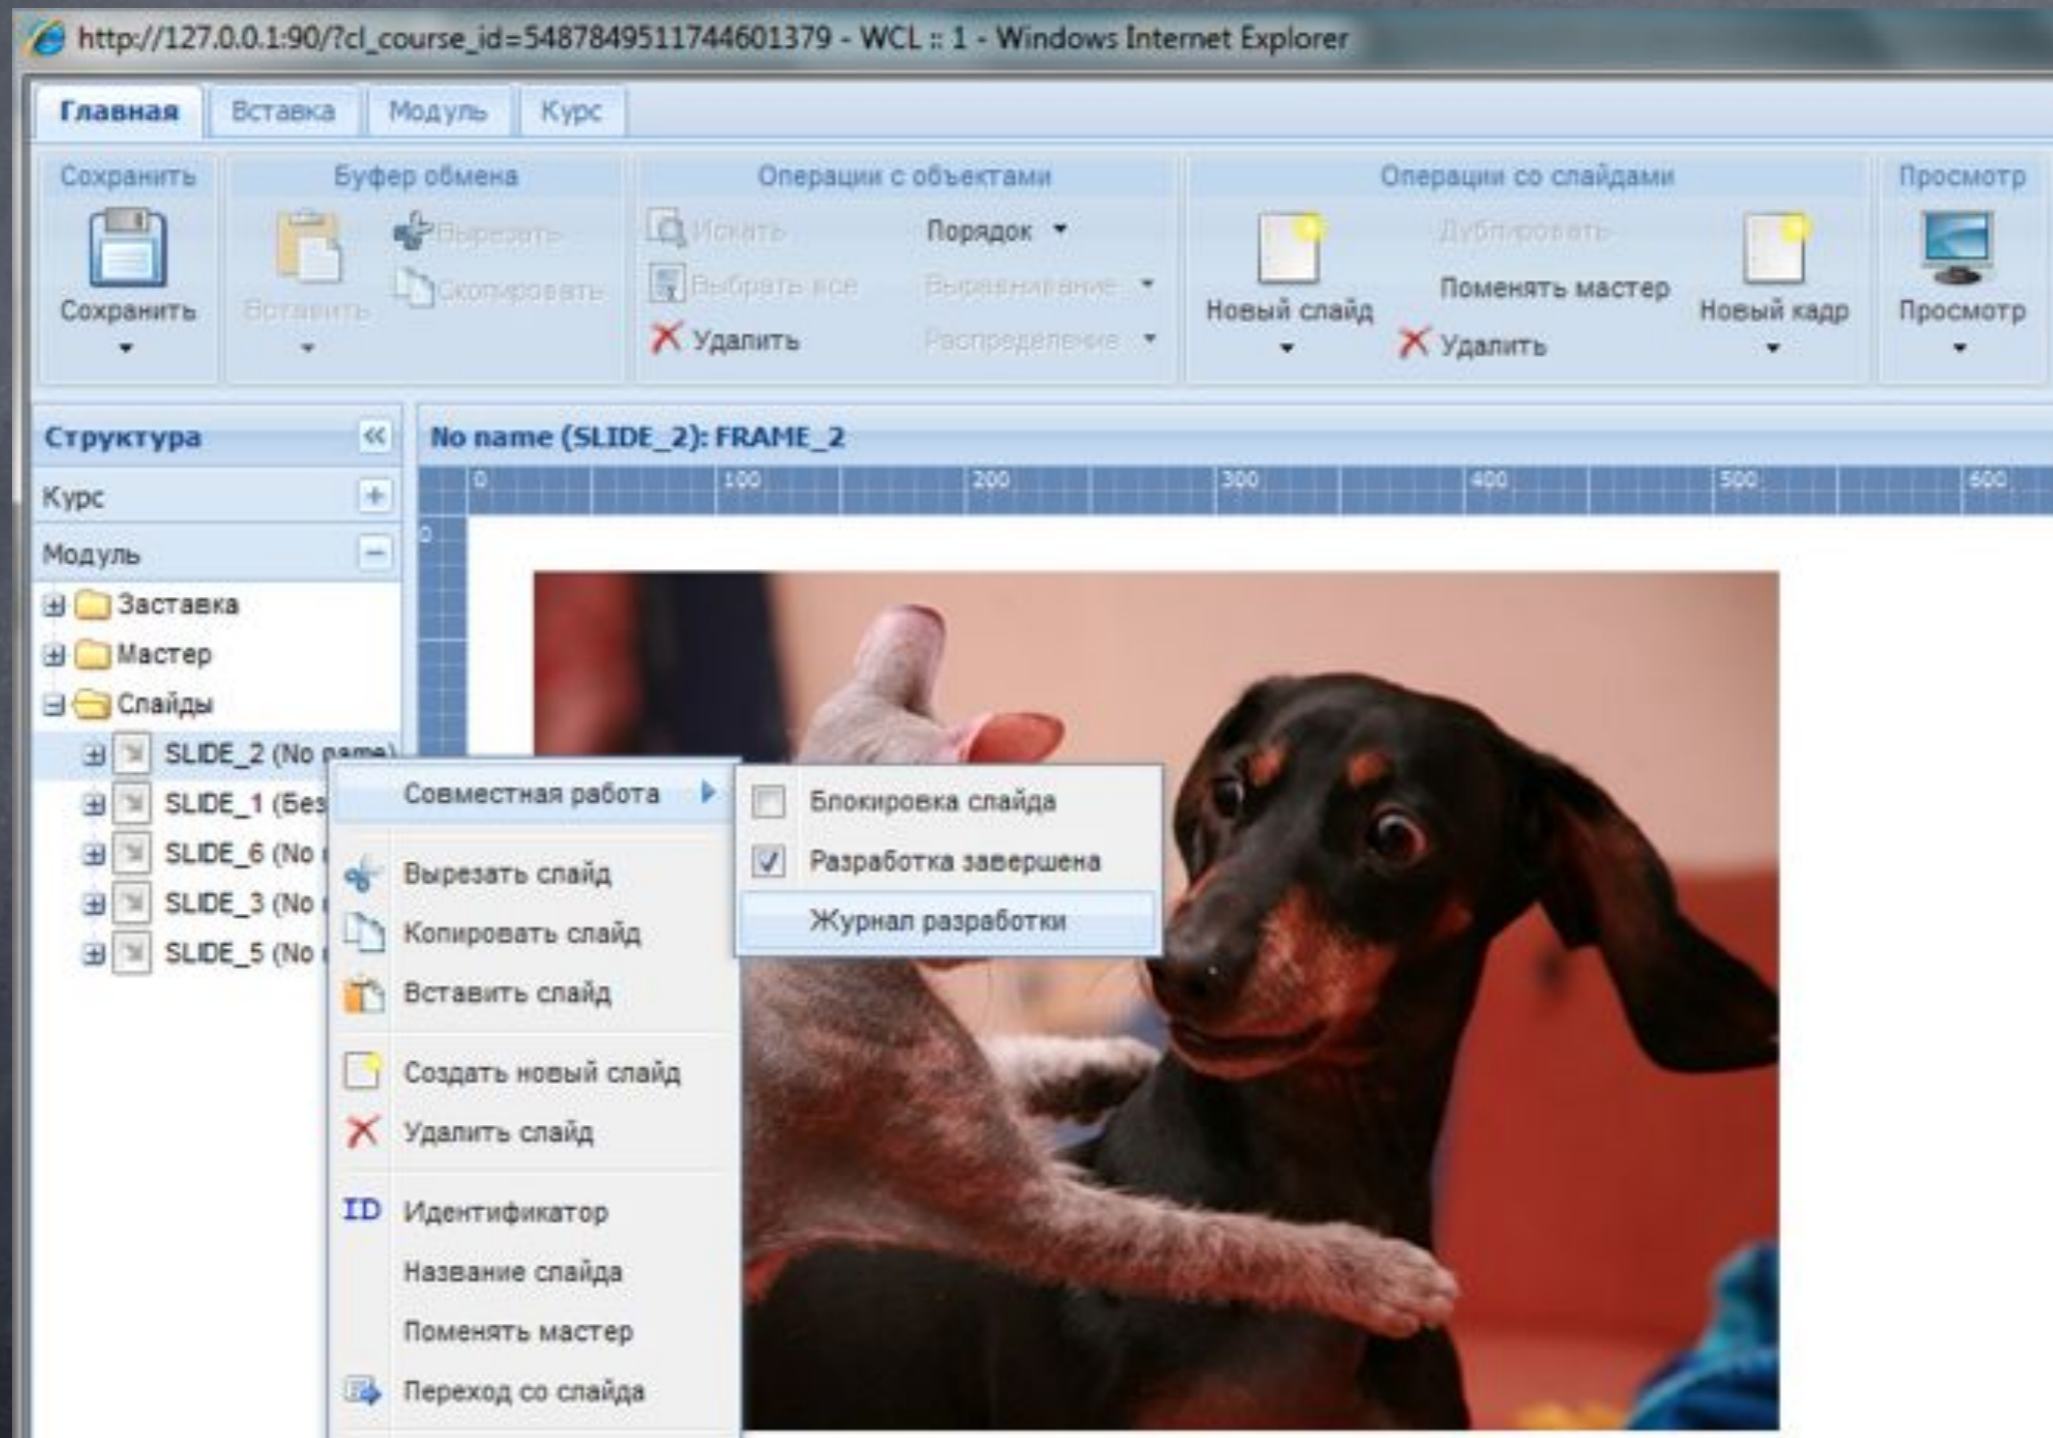 http://127.0.0.1:90/?cl_course_id=5487849511744601379 - WCL :: 1 - Windows Internet Explorer
Главная Вставка Модуль Курс
Сохранить Буфер обмена Операции с объектами Операции со слайдами Просмотр
Вырезать Искать Порядок Дублировать
Скопировать Выбрать все Выравнивание Поменять мастер
Сохранить Вставить Удалить Распределение Новый слайд Удалить Новый кадр Просмотр
Структура No name (SLIDE_2): FRAME_2
Курс 0 100 200 300 400 500 600
Модуль 0
Заставка
Мастер
Слайды
SLIDE_2 (No name)
SLIDE_1 (Без
SLIDE_6 (No
SLIDE_3 (No
SLIDE_5 (No
Совместная работа
Вырезать слайд
Копировать слайд
Вставить слайд
Создать новый слайд
Удалить слайд
ID Идентификатор
Название слайда
Поменять мастер
Переход со слайда
Блокировка слайда
Разработка завершена
Журнал разработки